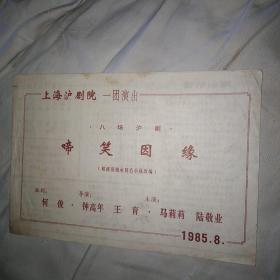 上海沪剧院一团演出
·八场沪剧·
啼笑因缘
（根据张恨水同名小说改编）
编剧： 导演： 主演：
何俊·钟高年 王育·马莉莉 陆敬业
1985.8.